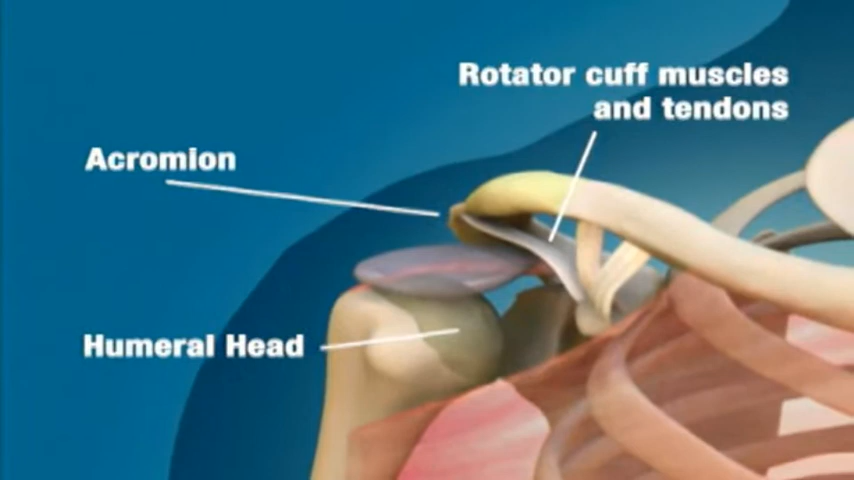 Rotator cuff muscles
and tendons
Acromion
Humeral Head